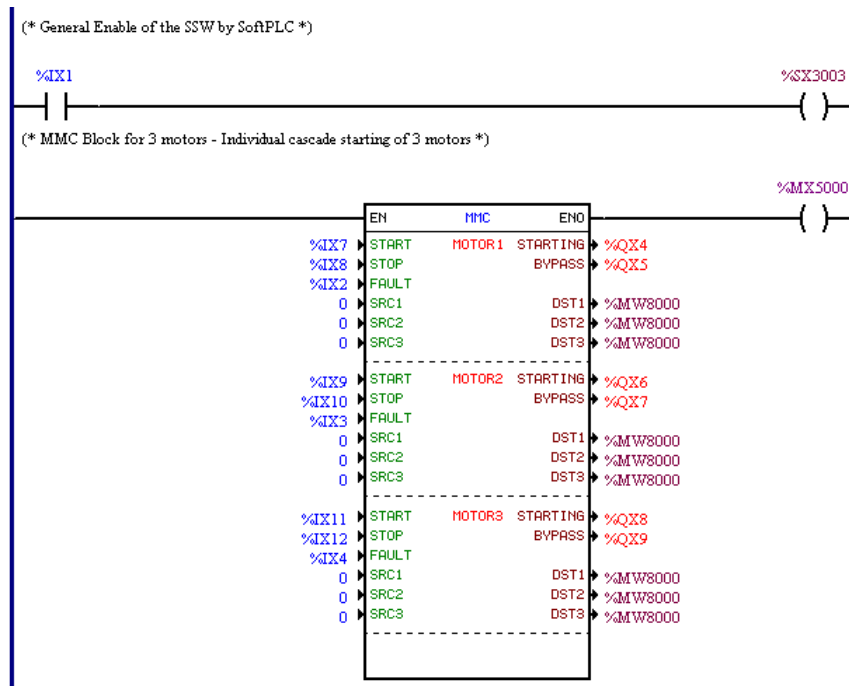 (* General Enable of the SSW by SoftPLC *)
%IX1 %SX3003
(* MMC Block for 3 motors - Individual cascade starting of 3 motors *)
%MX5000
EN MMC ENO
%IX7 START MOTOR1 STARTING %QX4
%IX8 STOP BYPASS %QX5
%IX2 FAULT
0 SRC1 DST1 %MW8000
0 SRC2 DST2 %MW8000
0 SRC3 DST3 %MW8000
%IX9 START MOTOR2 STARTING %QX6
%IX10 STOP BYPASS %QX7
%IX3 FAULT
0 SRC1 DST1 %MW8000
0 SRC2 DST2 %MW8000
0 SRC3 DST3 %MW8000
%IX11 START MOTOR3 STARTING %QX8
%IX12 STOP BYPASS %QX9
%IX4 FAULT
0 SRC1 DST1 %MW8000
0 SRC2 DST2 %MW8000
0 SRC3 DST3 %MW8000